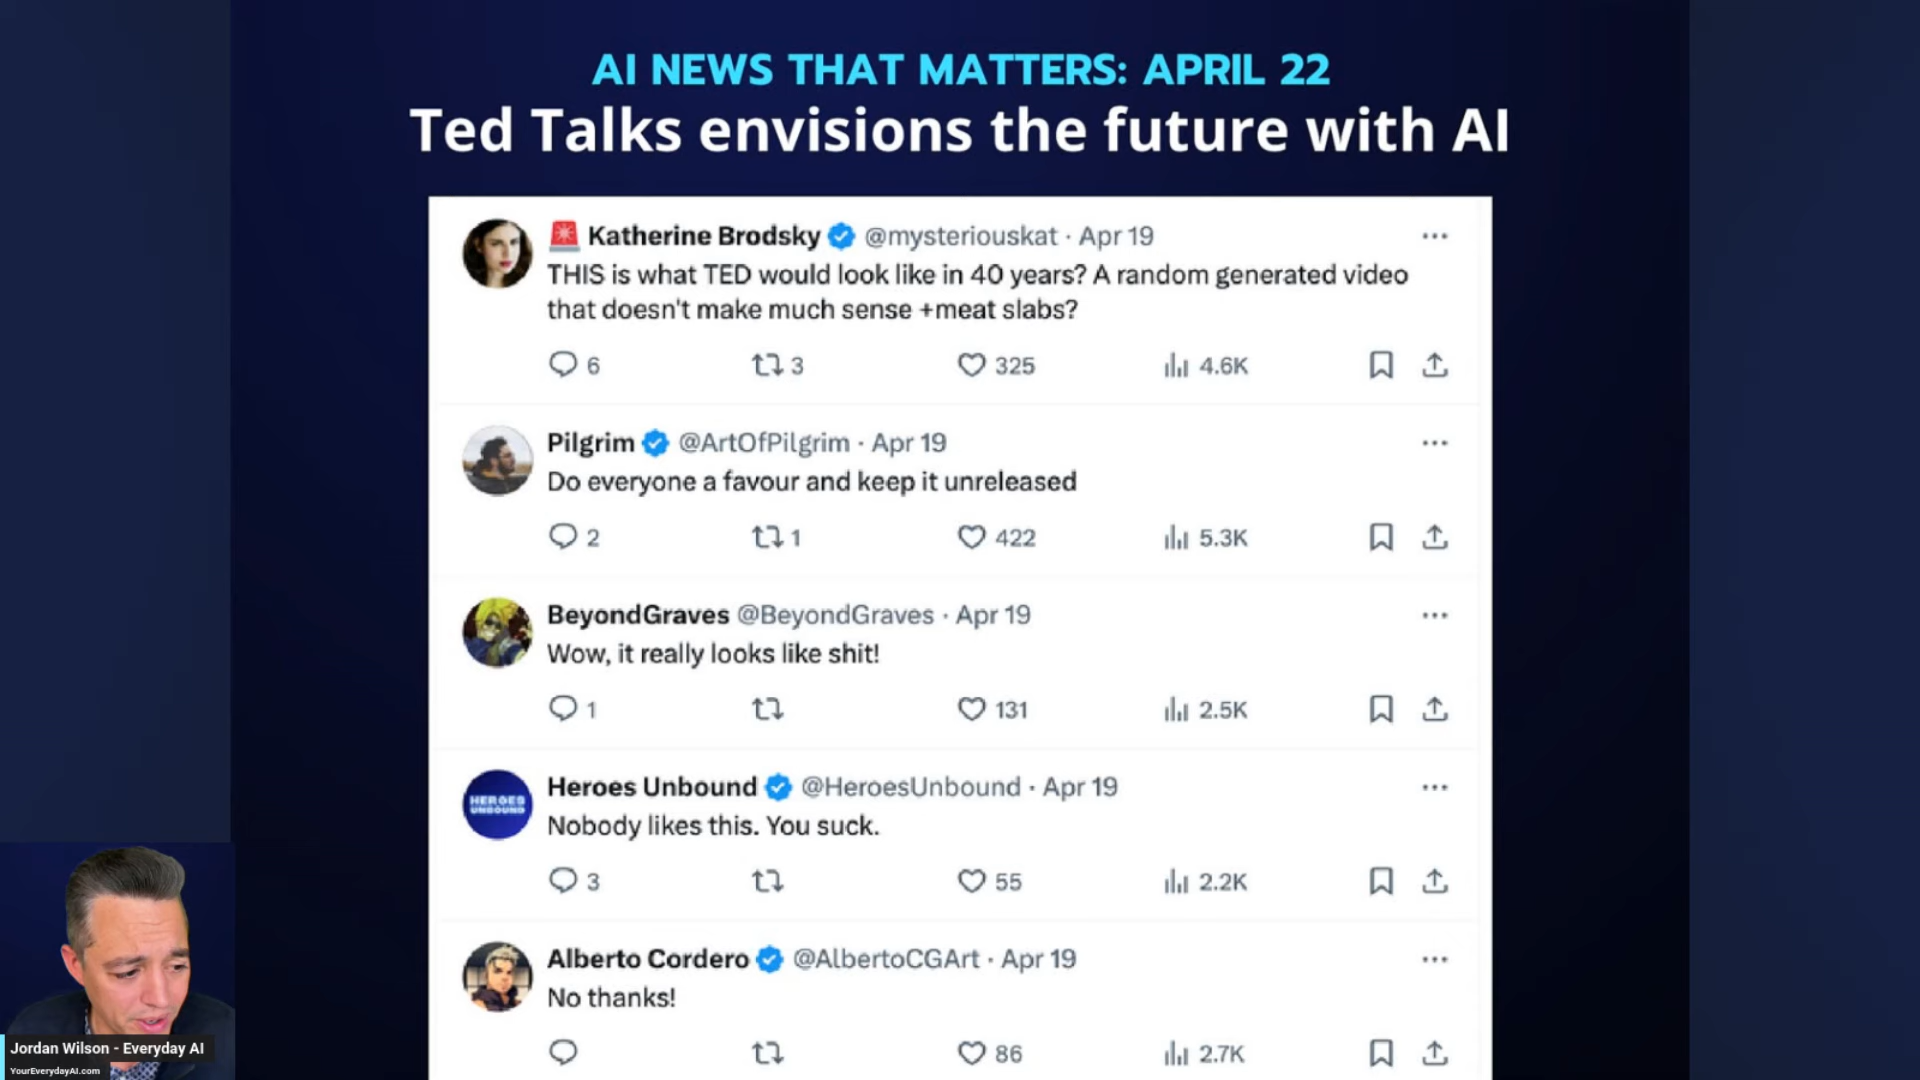 AI NEWS THAT MATTERS: APRIL 22
Ted Talks envisions the future with AI
🚨 Katherine Brodsky @mysteriouskat · Apr 19
THIS is what TED would look like in 40 years? A random generated video
that doesn't make much sense +meat slabs?
6 3 325 4.6K
Pilgrim @ArtOfPilgrim · Apr 19
Do everyone a favour and keep it unreleased
2 1 422 5.3K
BeyondGraves @BeyondGraves · Apr 19
Wow, it really looks like shit!
1 131 2.5K
HEROES
UNBOUND
Heroes Unbound @HeroesUnbound · Apr 19
Nobody likes this. You suck.
3 55 2.2K
Alberto Cordero @AlbertoCGArt · Apr 19
No thanks!
86 2.7K
Jordan Wilson - Everyday AI
YourEverydayAI.com